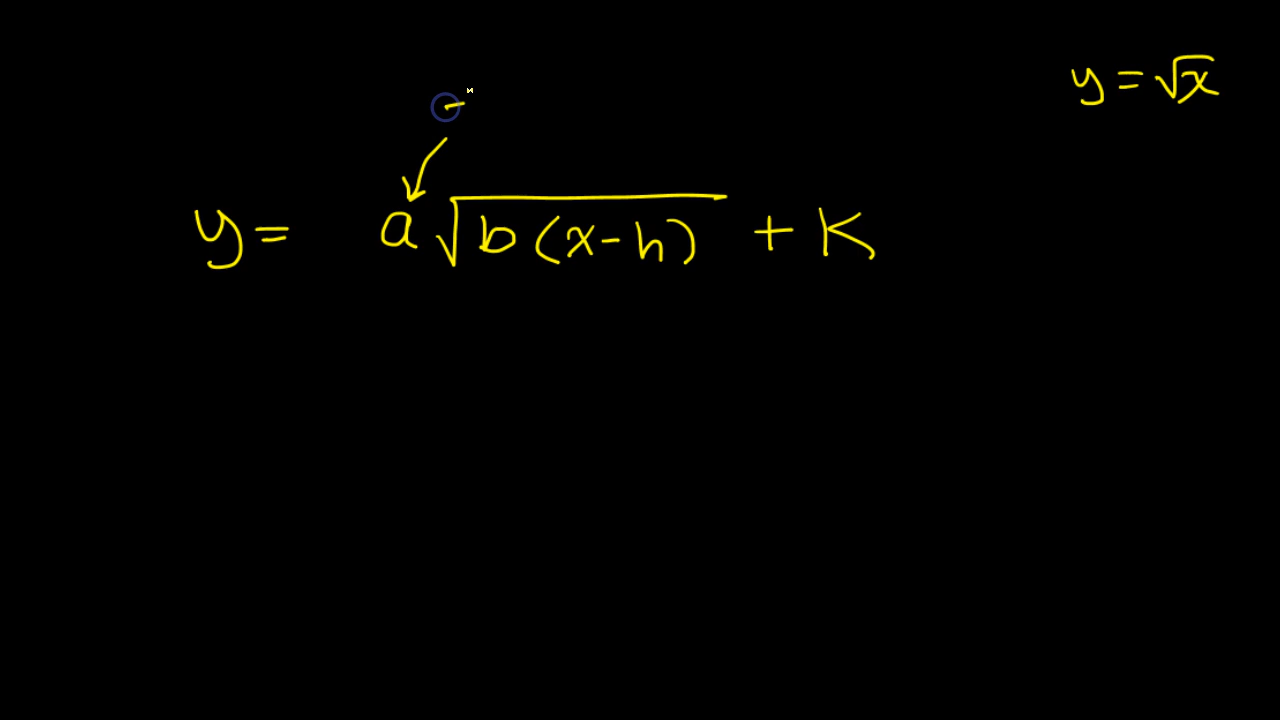 y = √x
-
y = a√b(x-h) + K